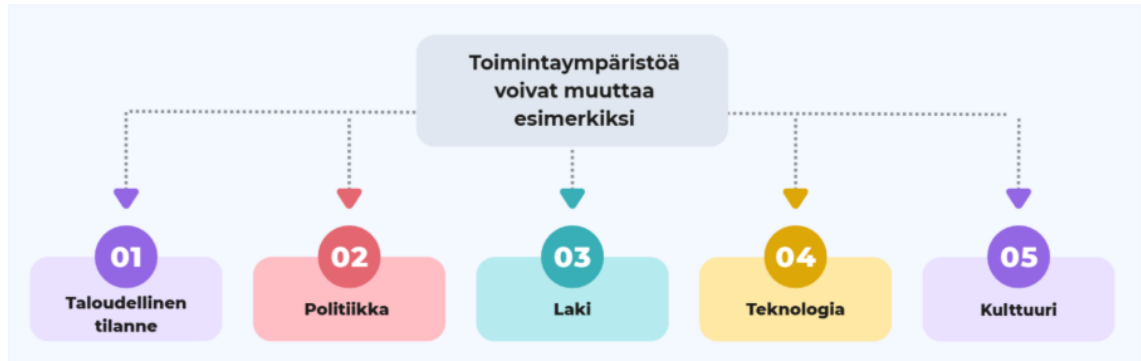 Toimintaympäristöä
voivat muuttaa
esimerkiksi
01
Taloudellinen
tilanne
02
Politiikka
03
Laki
04
Teknologia
05
Kulttuuri